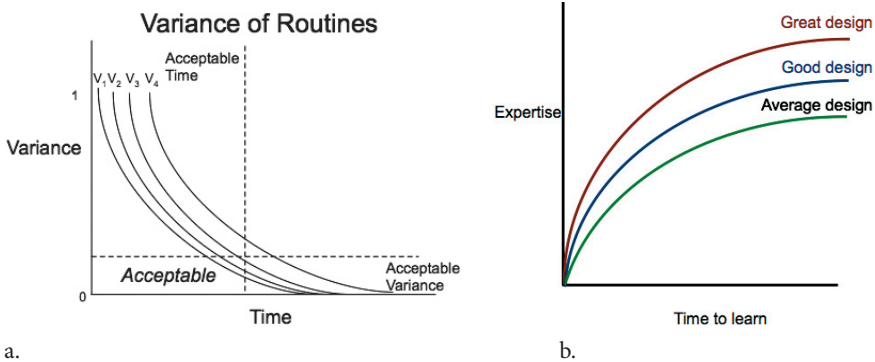 Variance of Routines
Acceptable
Time
V1 V2 V3 V4
1
Variance
Acceptable
Acceptable
Variance
0
Time
a.
Great design
Good design
Average design
Expertise
Time to learn
b.